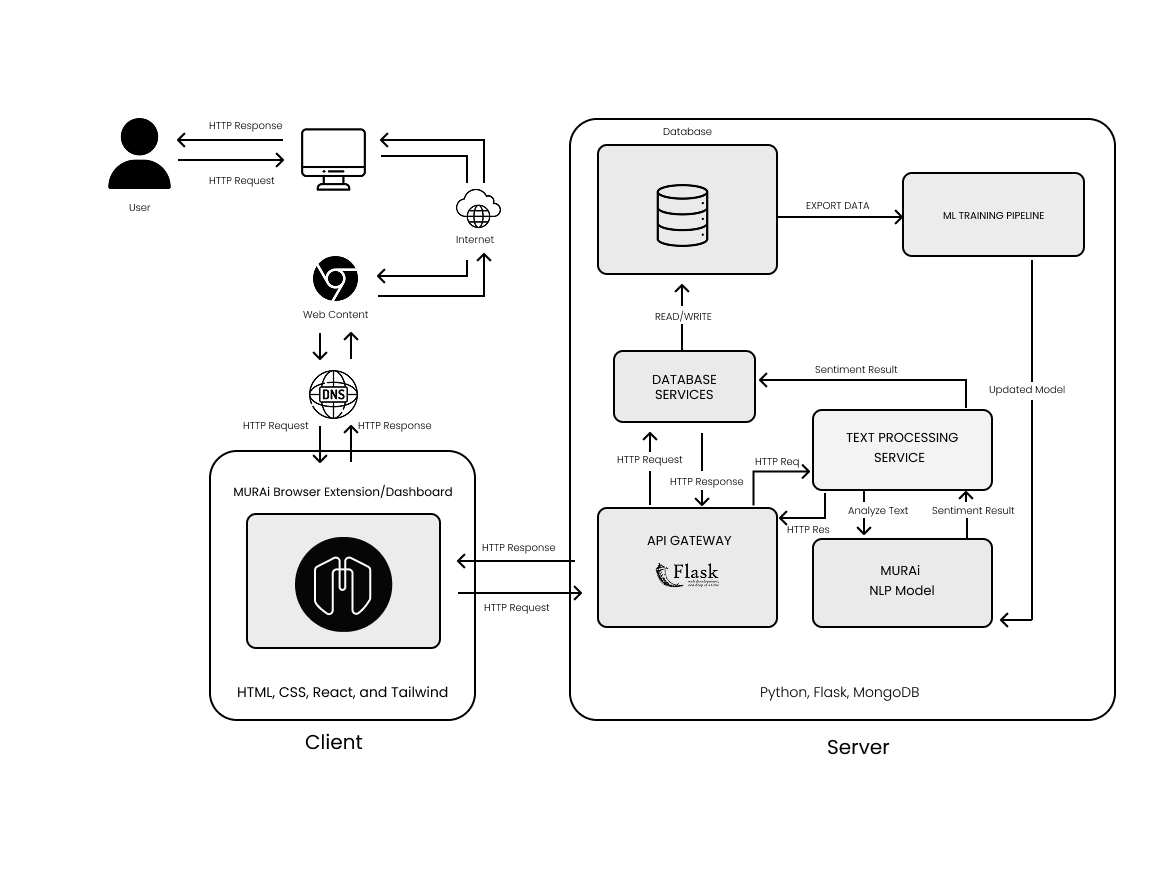 HTTP Response
HTTP Request
User
Internet
Web Content
DNS
HTTP Request
HTTP Response
MURAi Browser Extension/Dashboard
HTML, CSS, React, and Tailwind
Client
HTTP Response
HTTP Request
Database
EXPORT DATA
ML TRAINING PIPELINE
READ/WRITE
DATABASE
SERVICES
Sentiment Result
Updated Model
TEXT PROCESSING
SERVICE
HTTP Request
HTTP Response
HTTP Req
HTTP Res
Analyze Text
Sentiment Result
API GATEWAY
Flask
web development,
one drop at a time
MURAi
NLP Model
Python, Flask, MongoDB
Server